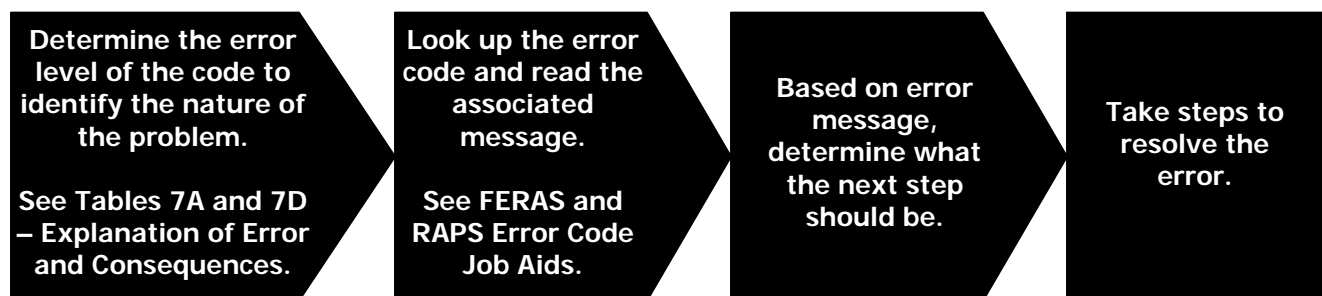 Determine the error
level of the code to
identify the nature of
the problem.
See Tables 7A and 7D
– Explanation of Error
and Consequences.
Look up the error
code and read the
associated
message.
See FERAS and
RAPS Error Code
Job Aids.
Based on error
message,
determine what
the next step
should be.
Take steps to
resolve the
error.